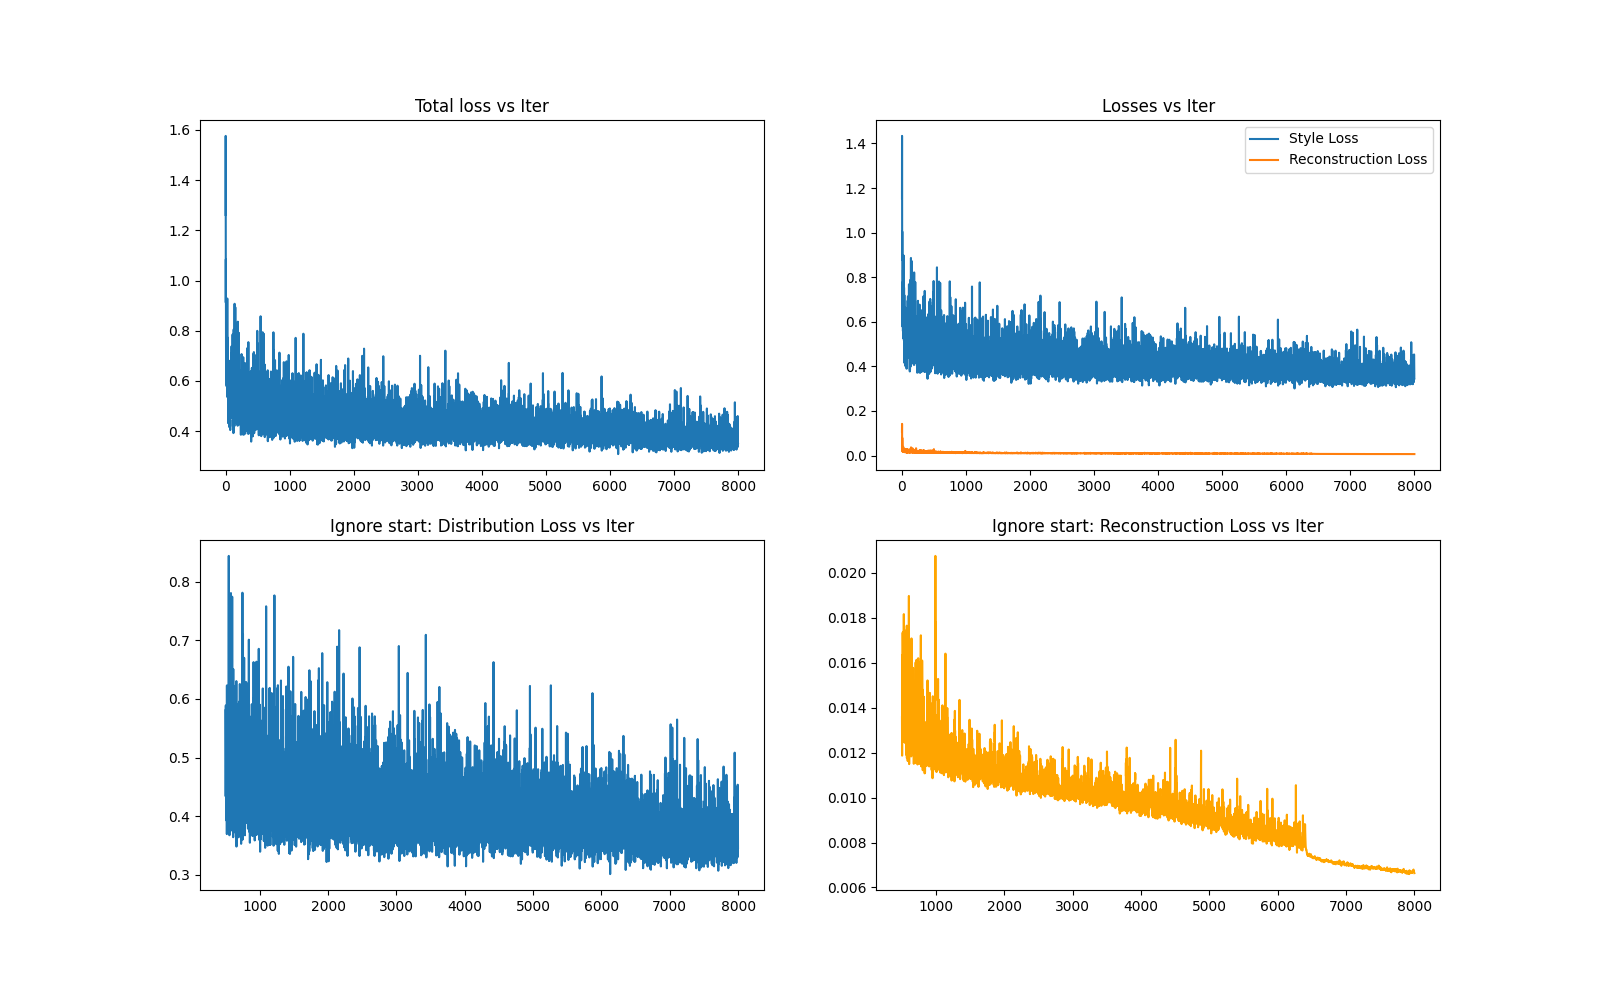 Total loss vs Iter
1.6
1.4
1.2
1.0
0.8
0.6
0.4
0 1000 2000 3000 4000 5000 6000 7000 8000
Losses vs Iter
Style Loss
Reconstruction Loss
1.4
1.2
1.0
0.8
0.6
0.4
0.2
0.0
0 1000 2000 3000 4000 5000 6000 7000 8000
Ignore start: Distribution Loss vs Iter
0.8
0.7
0.6
0.5
0.4
0.3
1000 2000 3000 4000 5000 6000 7000 8000
Ignore start: Reconstruction Loss vs Iter
0.020
0.018
0.016
0.014
0.012
0.010
0.008
0.006
1000 2000 3000 4000 5000 6000 7000 8000